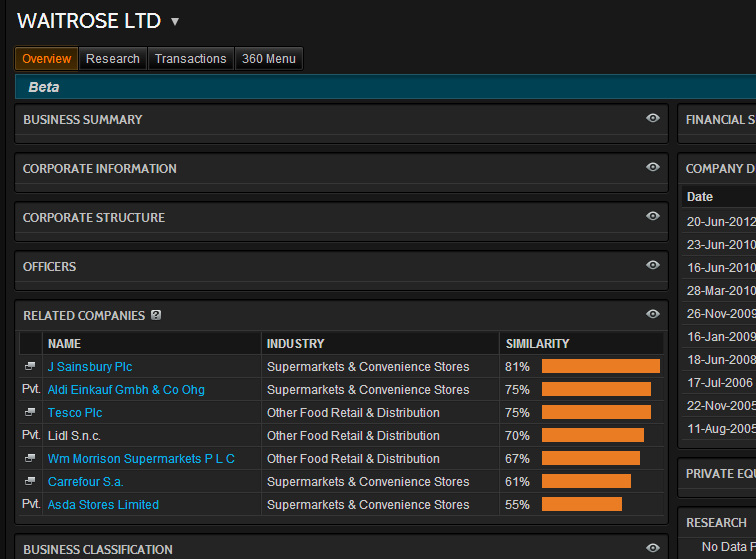 WAITROSE LTD
Overview Research Transactions 360 Menu
Beta
BUSINESS SUMMARY
CORPORATE INFORMATION
CORPORATE STRUCTURE
OFFICERS
RELATED COMPANIES ?
NAME INDUSTRY SIMILARITY
J Sainsbury Plc Supermarkets & Convenience Stores 81%
Pvt. Aldi Einkauf Gmbh & Co Ohg Supermarkets & Convenience Stores 75%
Tesco Plc Other Food Retail & Distribution 75%
Pvt. Lidl S.n.c. Other Food Retail & Distribution 70%
Wm Morrison Supermarkets P L C Other Food Retail & Distribution 67%
Carrefour S.a. Supermarkets & Convenience Stores 61%
Pvt. Asda Stores Limited Supermarkets & Convenience Stores 55%
BUSINESS CLASSIFICATION
FINANCIAL S
COMPANY D
Date
20-Jun-2012
23-Jun-2010
16-Jun-2010
28-Mar-2010
26-Nov-2009
16-Jan-2009
18-Jun-2008
17-Jul-2006
22-Nov-2005
11-Aug-2005
PRIVATE EQU
RESEARCH
No Data F